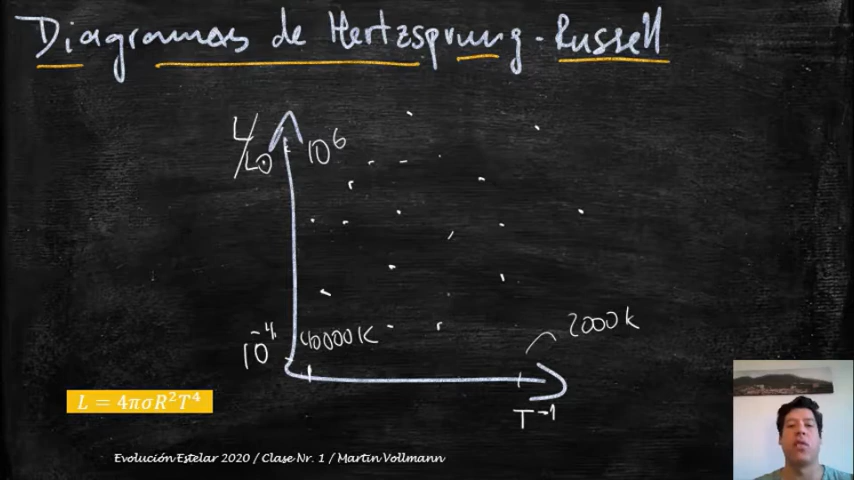 Diagramas de Hertzsprung-Russell
L/L⊙
10⁶
10⁻⁴
40000K
2000K
T⁻¹
L = 4πσR²T⁴
Evolución Estelar 2020 / Clase Nr. 1 / Martin Vollmann